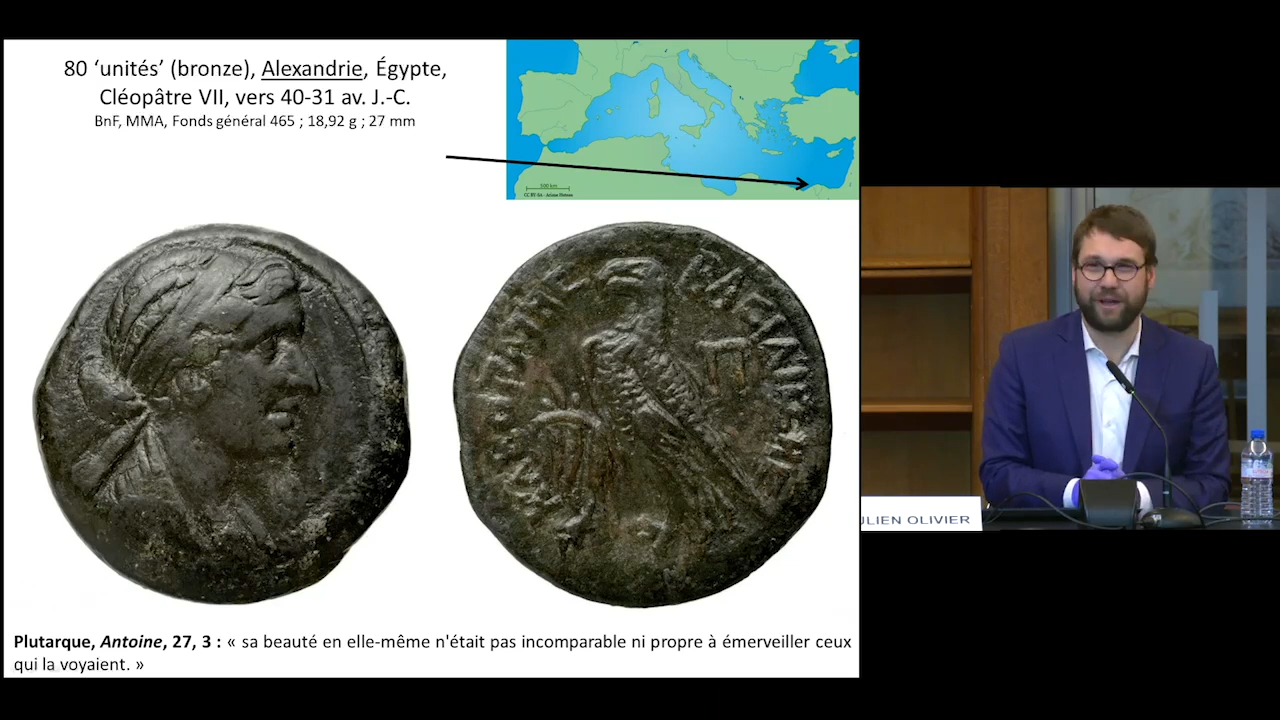 80 ‘unités’ (bronze), Alexandrie, Égypte,
Cléopâtre VII, vers 40-31 av. J.-C.
BnF, MMA, Fonds général 465 ; 18,92 g ; 27 mm
500 km
Plutarque, Antoine, 27, 3 : « sa beauté en elle-même n'était pas incomparable ni propre à émerveiller ceux
qui la voyaient. »
ULIEN OLIVIER